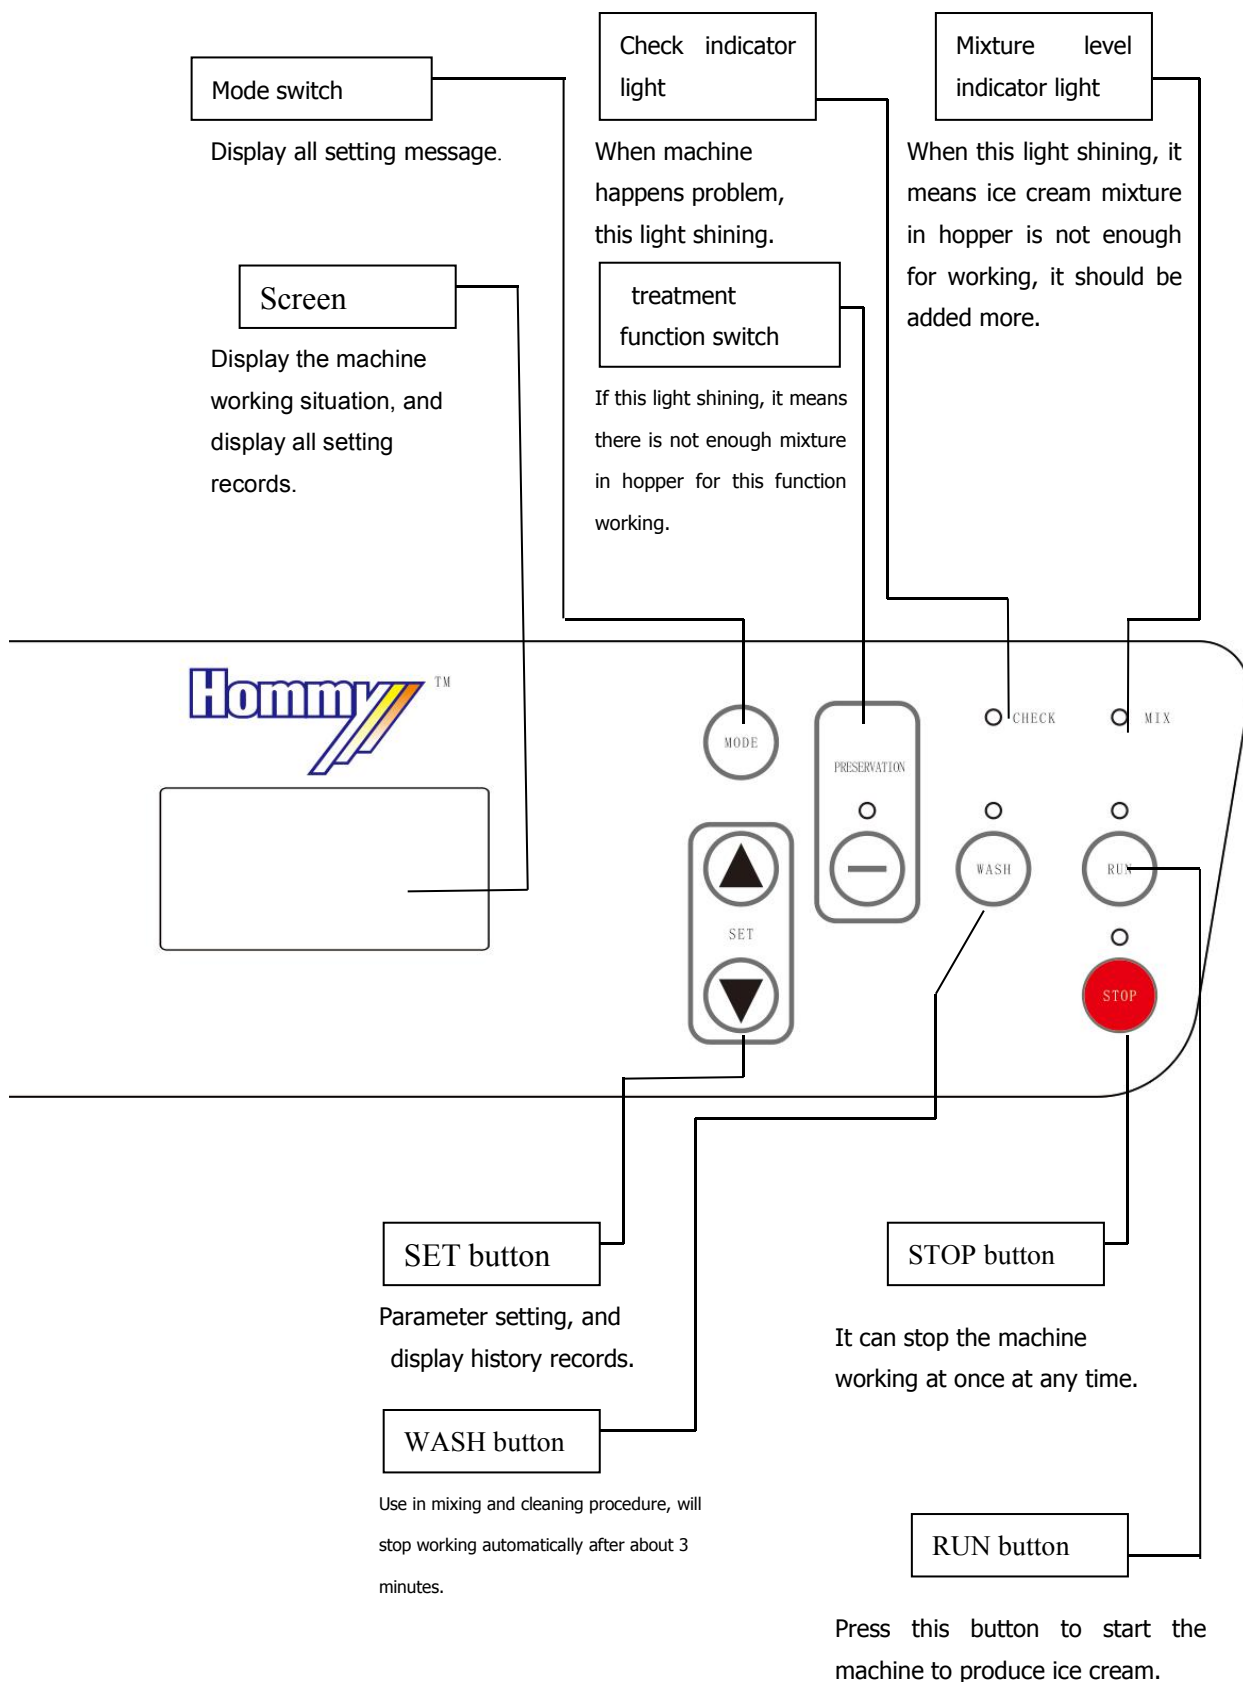 Mode switch
Display all setting message.
Screen
Display the machine
working situation, and
display all setting
records.
Check indicator
light
When machine
happens problem,
this light shining.
treatment
function switch
If this light shining, it means
there is not enough mixture
in hopper for this function
working.
Mixture level
indicator light
When this light shining, it
means ice cream mixture
in hopper is not enough
for working, it should be
added more.
Hommy TM
MODE
PRESERVATION
CHECK
MIX
SET
WASH
RUN
STOP
SET button
Parameter setting, and
display history records.
WASH button
Use in mixing and cleaning procedure, will
stop working automatically after about 3
minutes.
STOP button
It can stop the machine
working at once at any time.
RUN button
Press this button to start the
machine to produce ice cream.